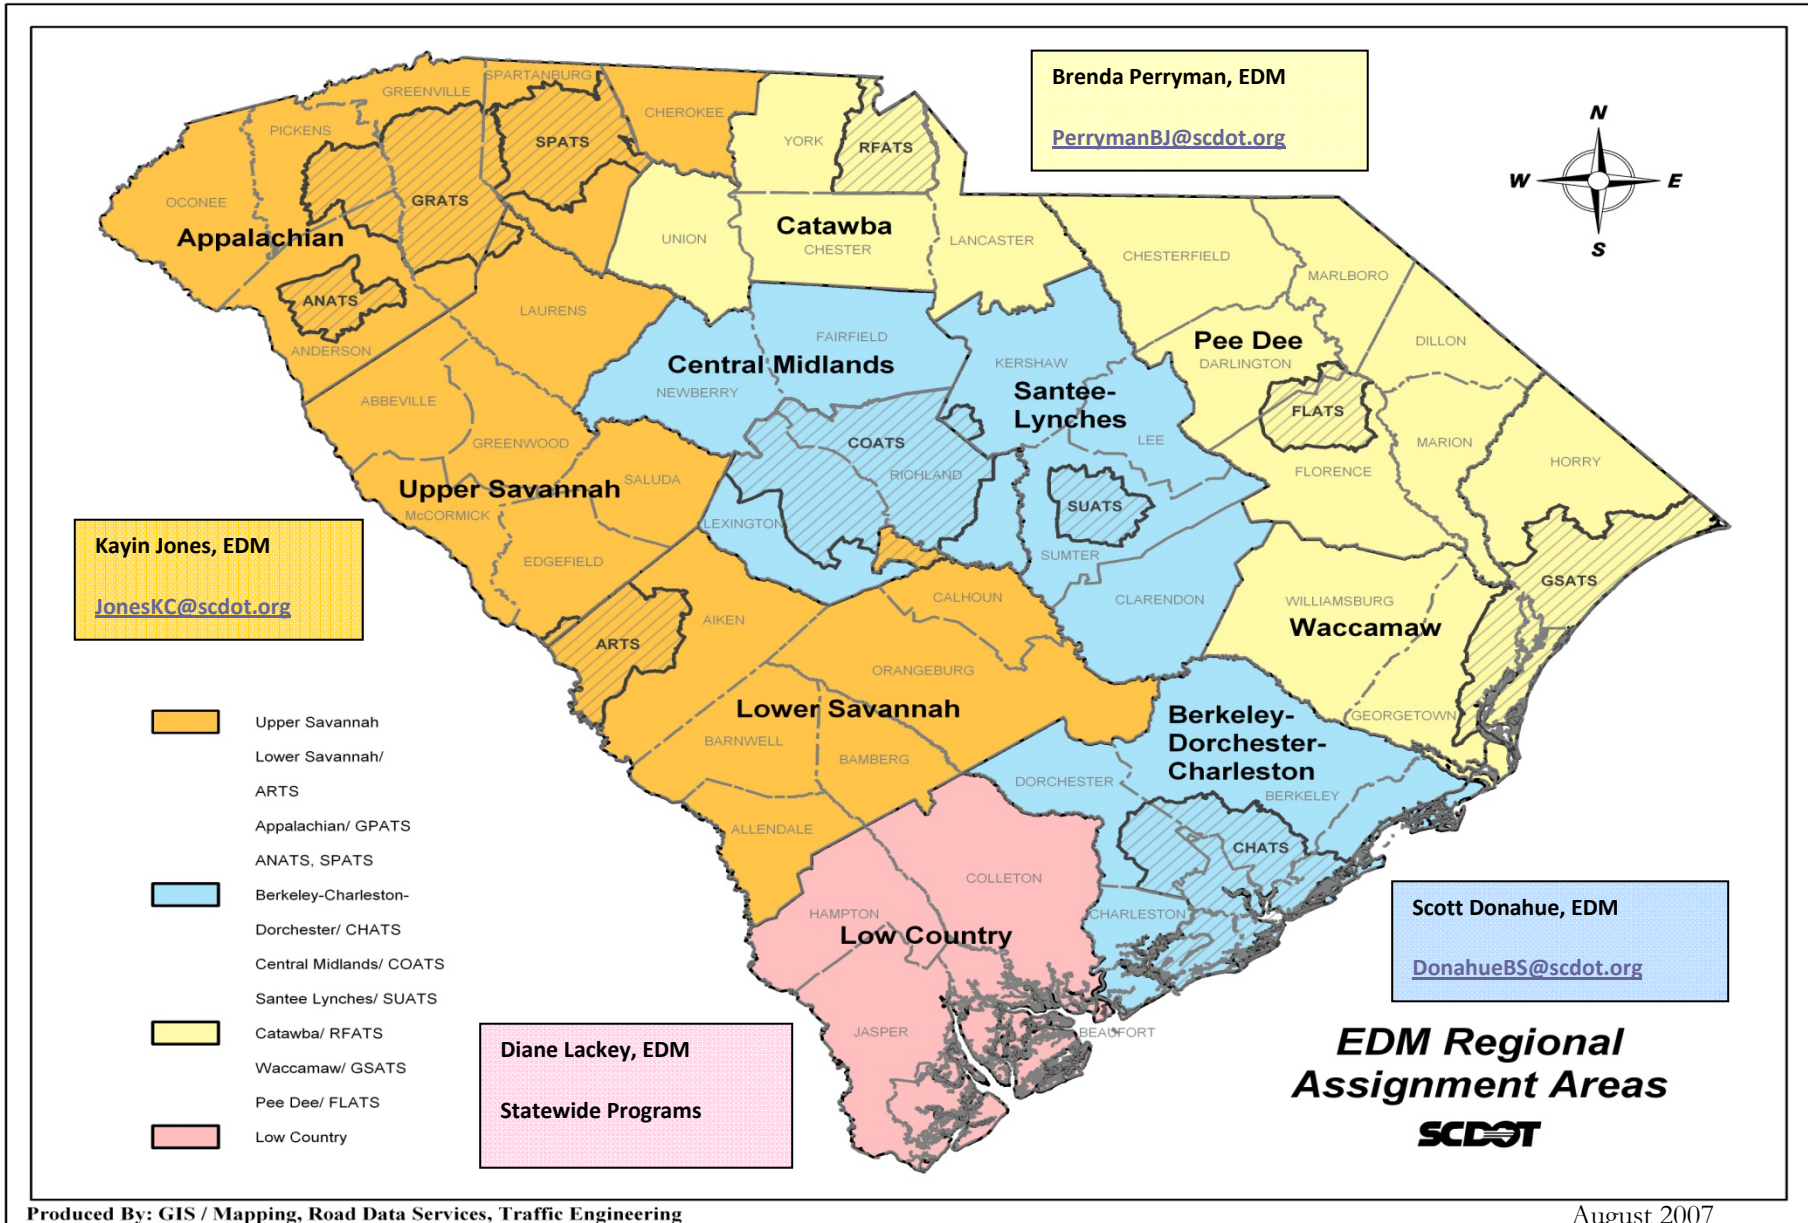 Brenda Perryman, EDM
PerrymanBJ@scdot.org
N
W
E
S
SPARTANBURG
GREENVILLE
CHEROKEE
PICKENS
SPATS
YORK
RFATS
OCONEE
GRATS
Appalachian
UNION
Catawba
CHESTER
LANCASTER
CHESTERFIELD
MARLBORO
ANATS
LAURENS
ANDERSON
FAIRFIELD
Central Midlands
NEWBERRY
KERSHAW
Santee-
Lynches
Pee Dee
DARLINGTON
DILLON
ABBEVILLE
GREENWOOD
COATS
RICHLAND
LEE
FLATS
MARION
FLORENCE
HORRY
SALUDA
Upper Savannah
McCORMICK
LEXINGTON
SUATS
SUMTER
EDGEFIELD
GSATS
Kayin Jones, EDM
JonesKC@scdot.org
CALHOUN
CLARENDON
WILLIAMSBURG
Waccamaw
AIKEN
ARTS
ORANGEBURG
Lower Savannah
BARNWELL
BAMBERG
GEORGETOWN
Berkeley-
Dorchester-
Charleston
DORCHESTER
BERKELEY
ALLENDALE
CHATS
COLLETON
HAMPTON
CHARLESTON
Low Country
JASPER
BEAUFORT
Upper Savannah
Lower Savannah/
ARTS
Appalachian/ GPATS
ANATS, SPATS
Berkeley-Charleston-
Dorchester/ CHATS
Central Midlands/ COATS
Santee Lynches/ SUATS
Catawba/ RFATS
Waccamaw/ GSATS
Pee Dee/ FLATS
Low Country
Diane Lackey, EDM
Statewide Programs
Scott Donahue, EDM
DonahueBS@scdot.org
EDM Regional
Assignment Areas
SCDOT
Produced By: GIS / Mapping, Road Data Services, Traffic Engineering
August 2007